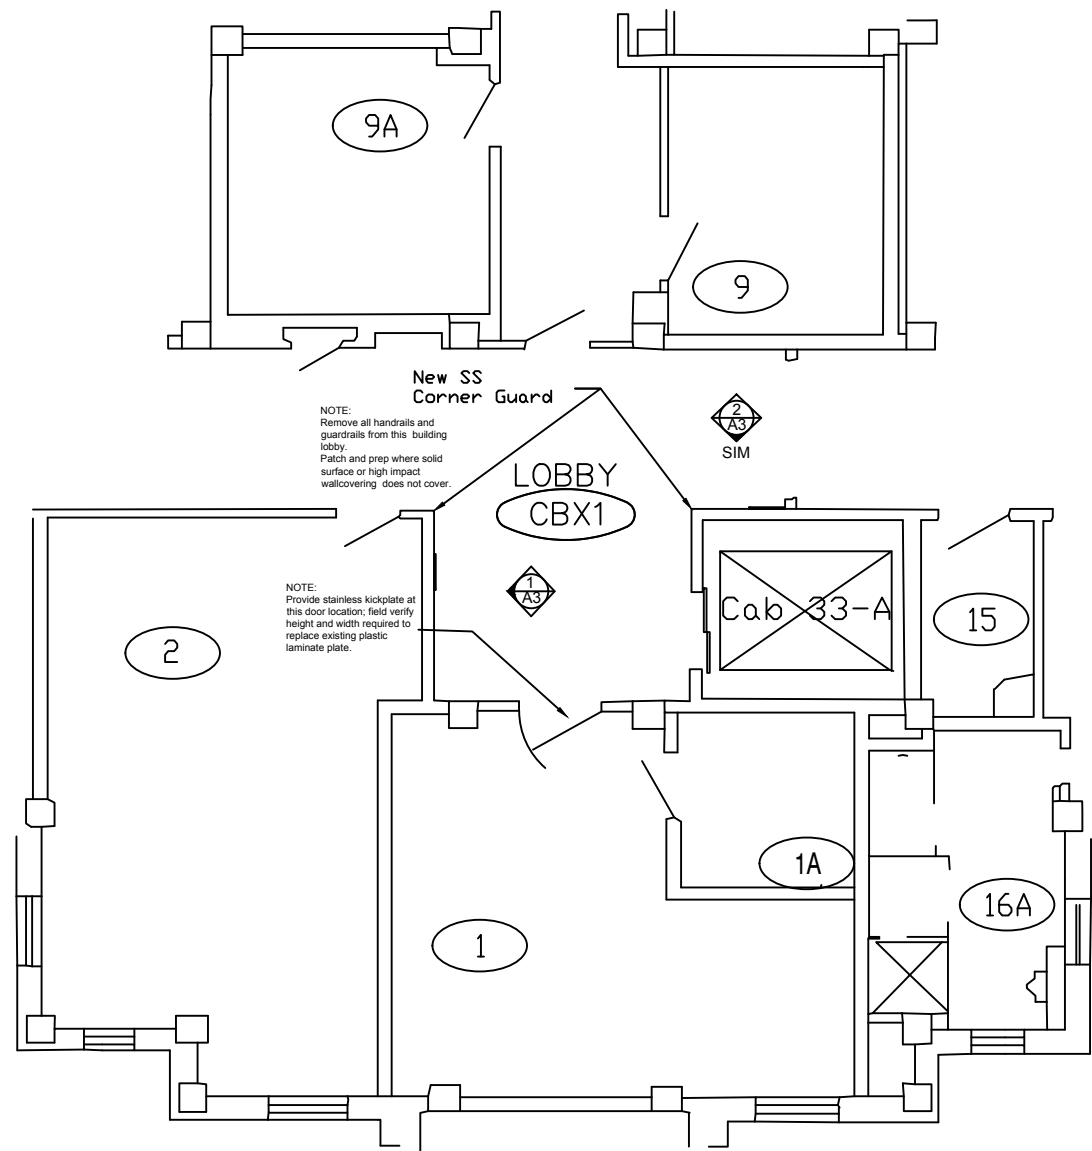 9A
9
New SS
Corner Guard
NOTE:
Remove all handrails and
guardrails from this building
lobby.
Patch and prep where solid
surface or high impact
wallcovering does not cover.
2
A3
SIM
LOBBY
CBX1
NOTE:
Provide stainless kickplate at
this door location; field verify
height and width required to
replace existing plastic
laminate plate.
1
A3
Cab 33-A
15
2
1A
16A
1